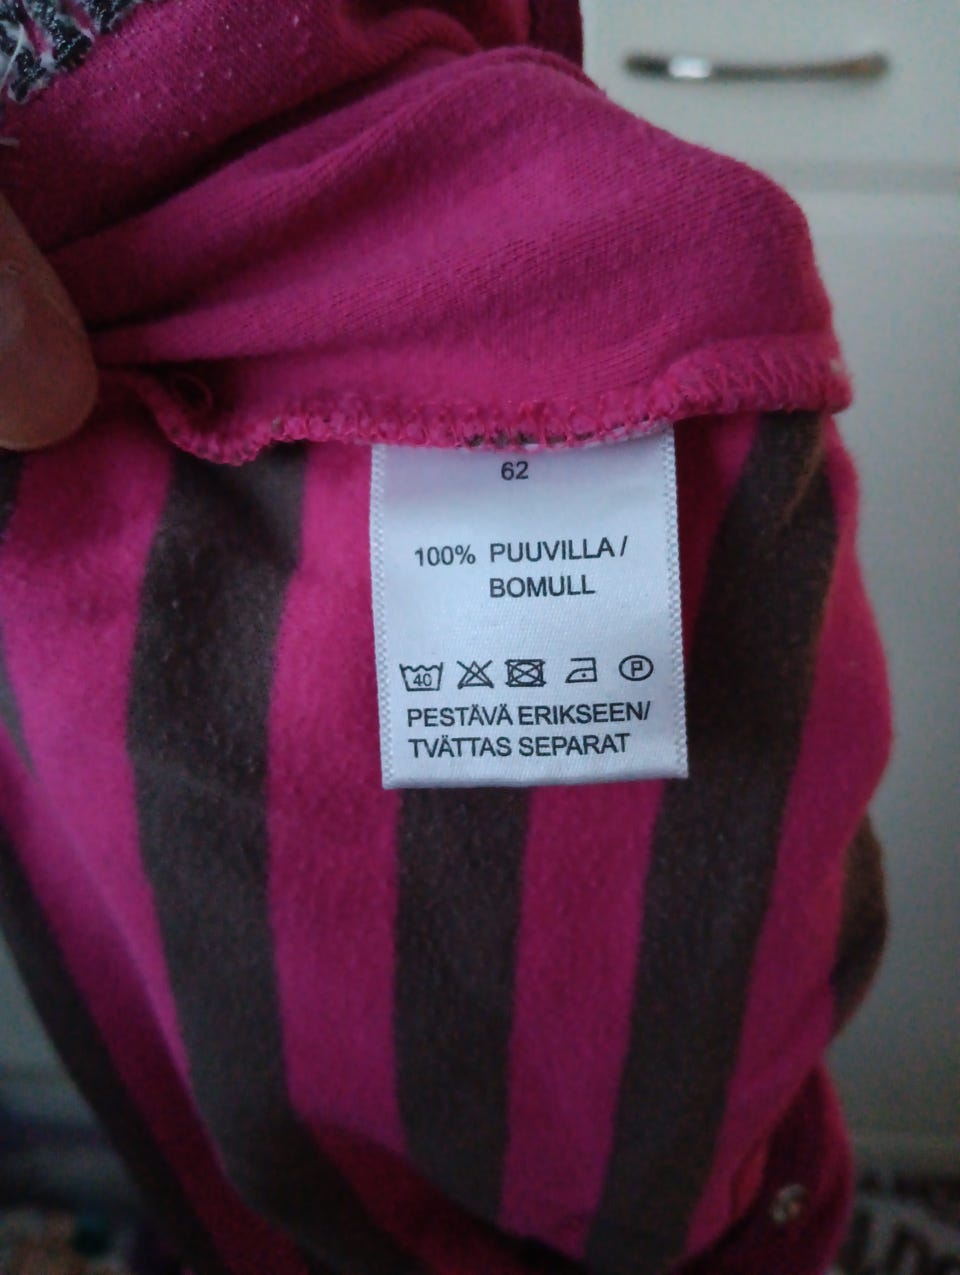 62
100% PUUVILLA/
BOMULL
40 P
PESTÄVÄ ERIKSEEN/
TVÄTTAS SEPARAT